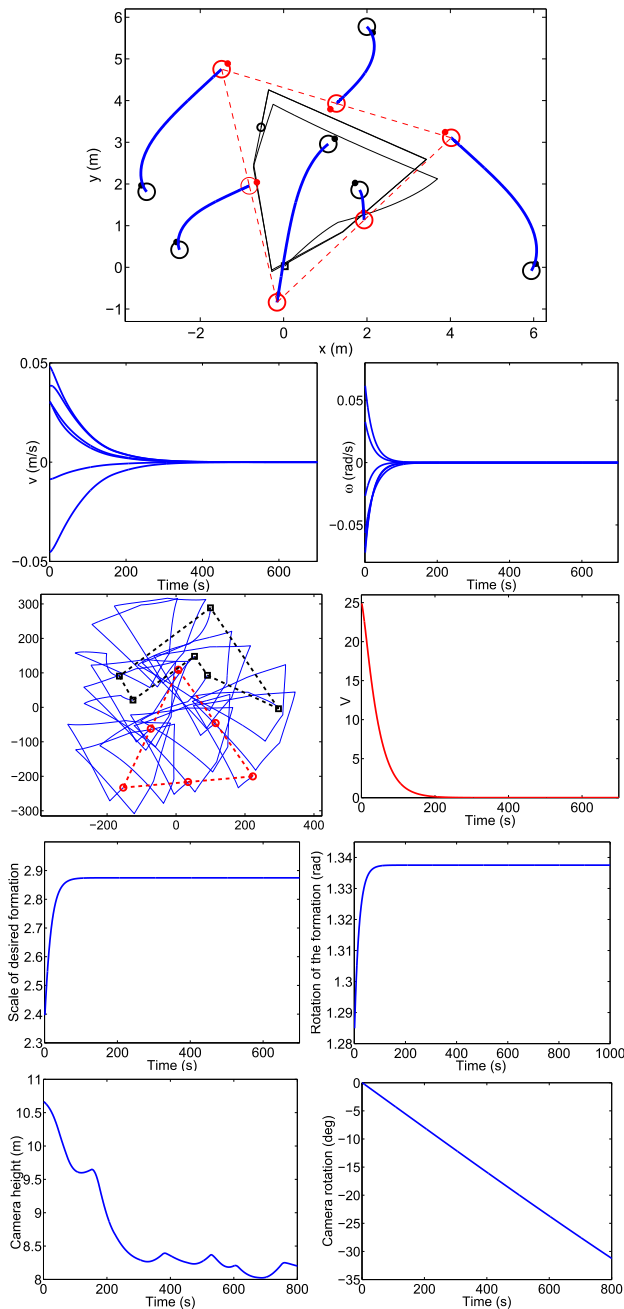 6
5
4
3
2
1
0
−1
y (m)
−2 0 2 4 6
x (m)
0.05
0
−0.05
v (m/s)
0 200 400 600
Time (s)
0.05
0
−0.05
ω (rad/s)
0 200 400 600
Time (s)
300
200
100
0
−100
−200
−300
−200 0 200 400
25
20
15
10
5
0
V
0 200 400 600
Time (s)
2.9
2.8
2.7
2.6
2.5
2.4
2.3
Scale of desired formation
0 200 400 600
Time (s)
1.34
1.33
1.32
1.31
1.3
1.29
1.28
Rotation of the formation (rad)
0 200 400 600 800 1000
Time (s)
11
10.5
10
9.5
9
8.5
8
Camera height (m)
0 200 400 600 800
Time (s)
0
−5
−10
−15
−20
−25
−30
−35
Camera rotation (deg)
0 200 400 600 800
Time (s)